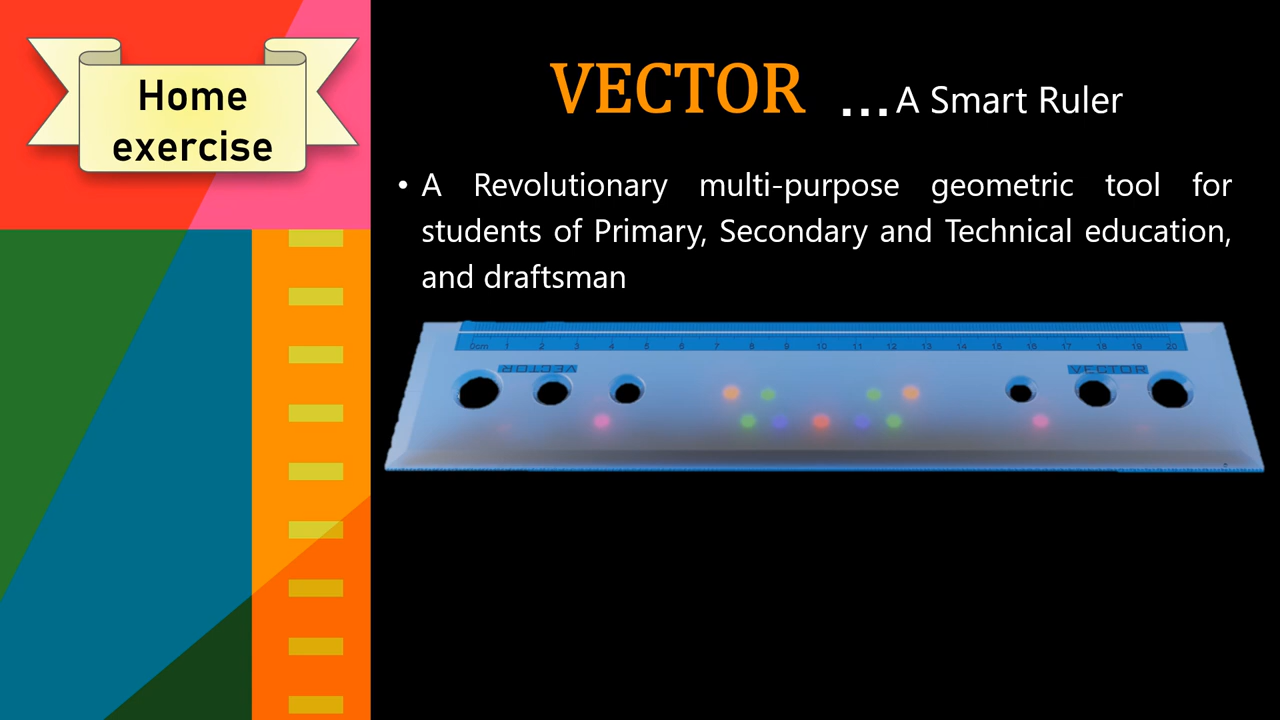 Home
exercise
VECTOR ...A Smart Ruler
• A Revolutionary multi-purpose geometric tool for
students of Primary, Secondary and Technical education,
and draftsman
0cm 1 2 3 4 5 6 7 8 9 10 11 12 13 14 15 16 17 18 19 20
VECTOR VECTOR